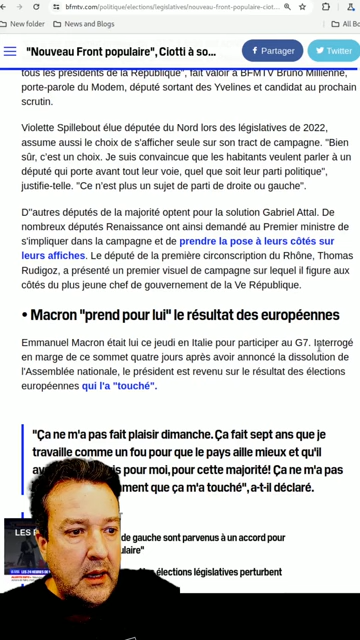 bfmtv.com/politique/elections/legislatives/nouveau-front-populaire-ciot...
New folder
News and Blogs
All Bo
"Nouveau Front populaire", Ciotti à so...
Partager
Twitter
tous les présidents de la République", fait valoir à BFMTV Bruno Millienne,
porte-parole du Modem, député sortant des Yvelines et candidat au prochain
scrutin.
Violette Spillebout élue députée du Nord lors des législatives de 2022,
assume aussi le choix de s'afficher seule sur son tract de campagne. "Bien
sûr, c'est un choix. Je suis convaincue que les habitants veulent parler à un
député qui porte avant tout leur voie, quel que soit leur parti politique",
justifie-telle. "Ce n'est plus un sujet de parti de droite ou gauche".
D''autres députés de la majorité optent pour la solution Gabriel Attal. De
nombreux députés Renaissance ont ainsi demandé au Premier ministre de
s'impliquer dans la campagne et de prendre la pose à leurs côtés sur
leurs affiches. Le député de la première circonscription du Rhône, Thomas
Rudigoz, a présenté un premier visuel de campagne sur lequel il figure aux
côtés du plus jeune chef de gouvernement de la Ve République.
• Macron "prend pour lui" le résultat des européennes
Emmanuel Macron était lui ce jeudi en Italie pour participer au G7. Interrogé
en marge de ce sommet quatre jours après avoir annoncé la dissolution de
l'Assemblée nationale, le président est revenu sur le résultat des élections
européennes qui l'a "touché".
"Ça ne m'a pas fait plaisir dimanche. Ça fait sept ans que je
travaille comme un fou pour que le pays aille mieux et qu'il
is pour moi, pour cette majorité! Ça ne m'a pas
mment que ça m'a touché", a-t-il déclaré.
LES
de gauche sont parvenus à un accord pour
ulaire"
élections législatives perturbent